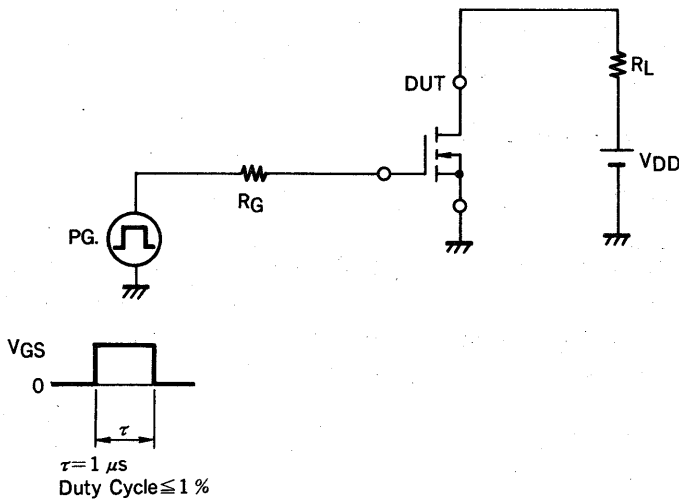 DUT
RL
VDD
RG
PG.
VGS
0
τ
τ=1 μs
Duty Cycle≦1 %